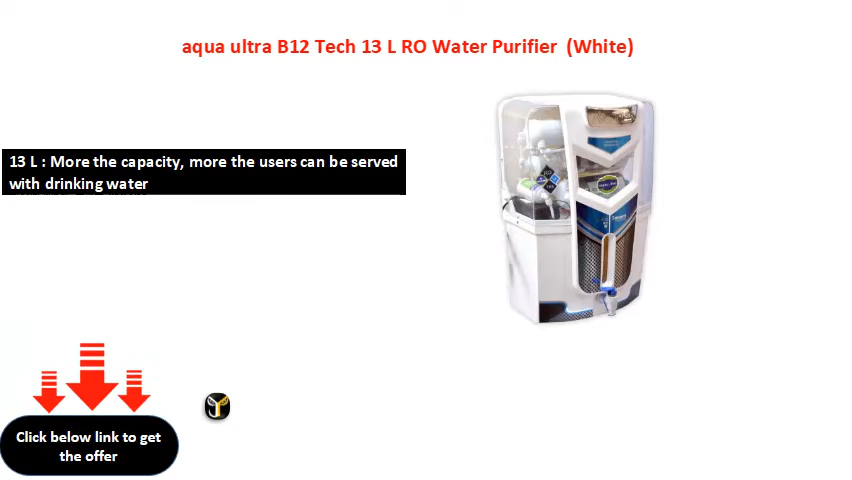 aqua ultra B12 Tech 13 L RO Water Purifier (White)
13 L : More the capacity, more the users can be served
with drinking water
Click below link to get
the offer